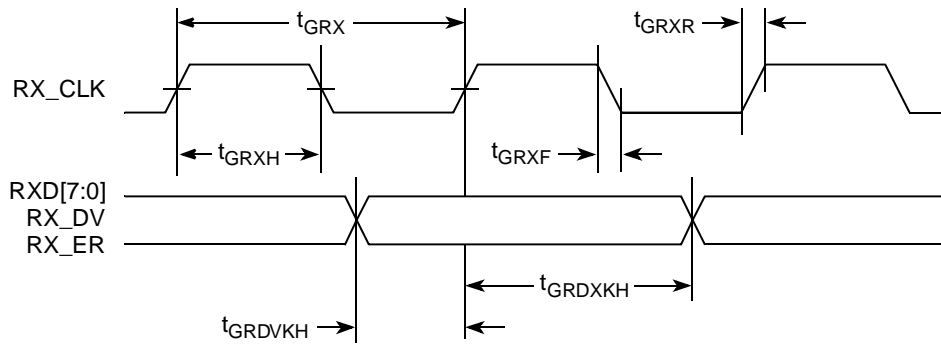 tGRX
tGRXR
RX_CLK
tGRXH
tGRXF
RXD[7:0]
RX_DV
RX_ER
tGRDXKH
tGRDVKH